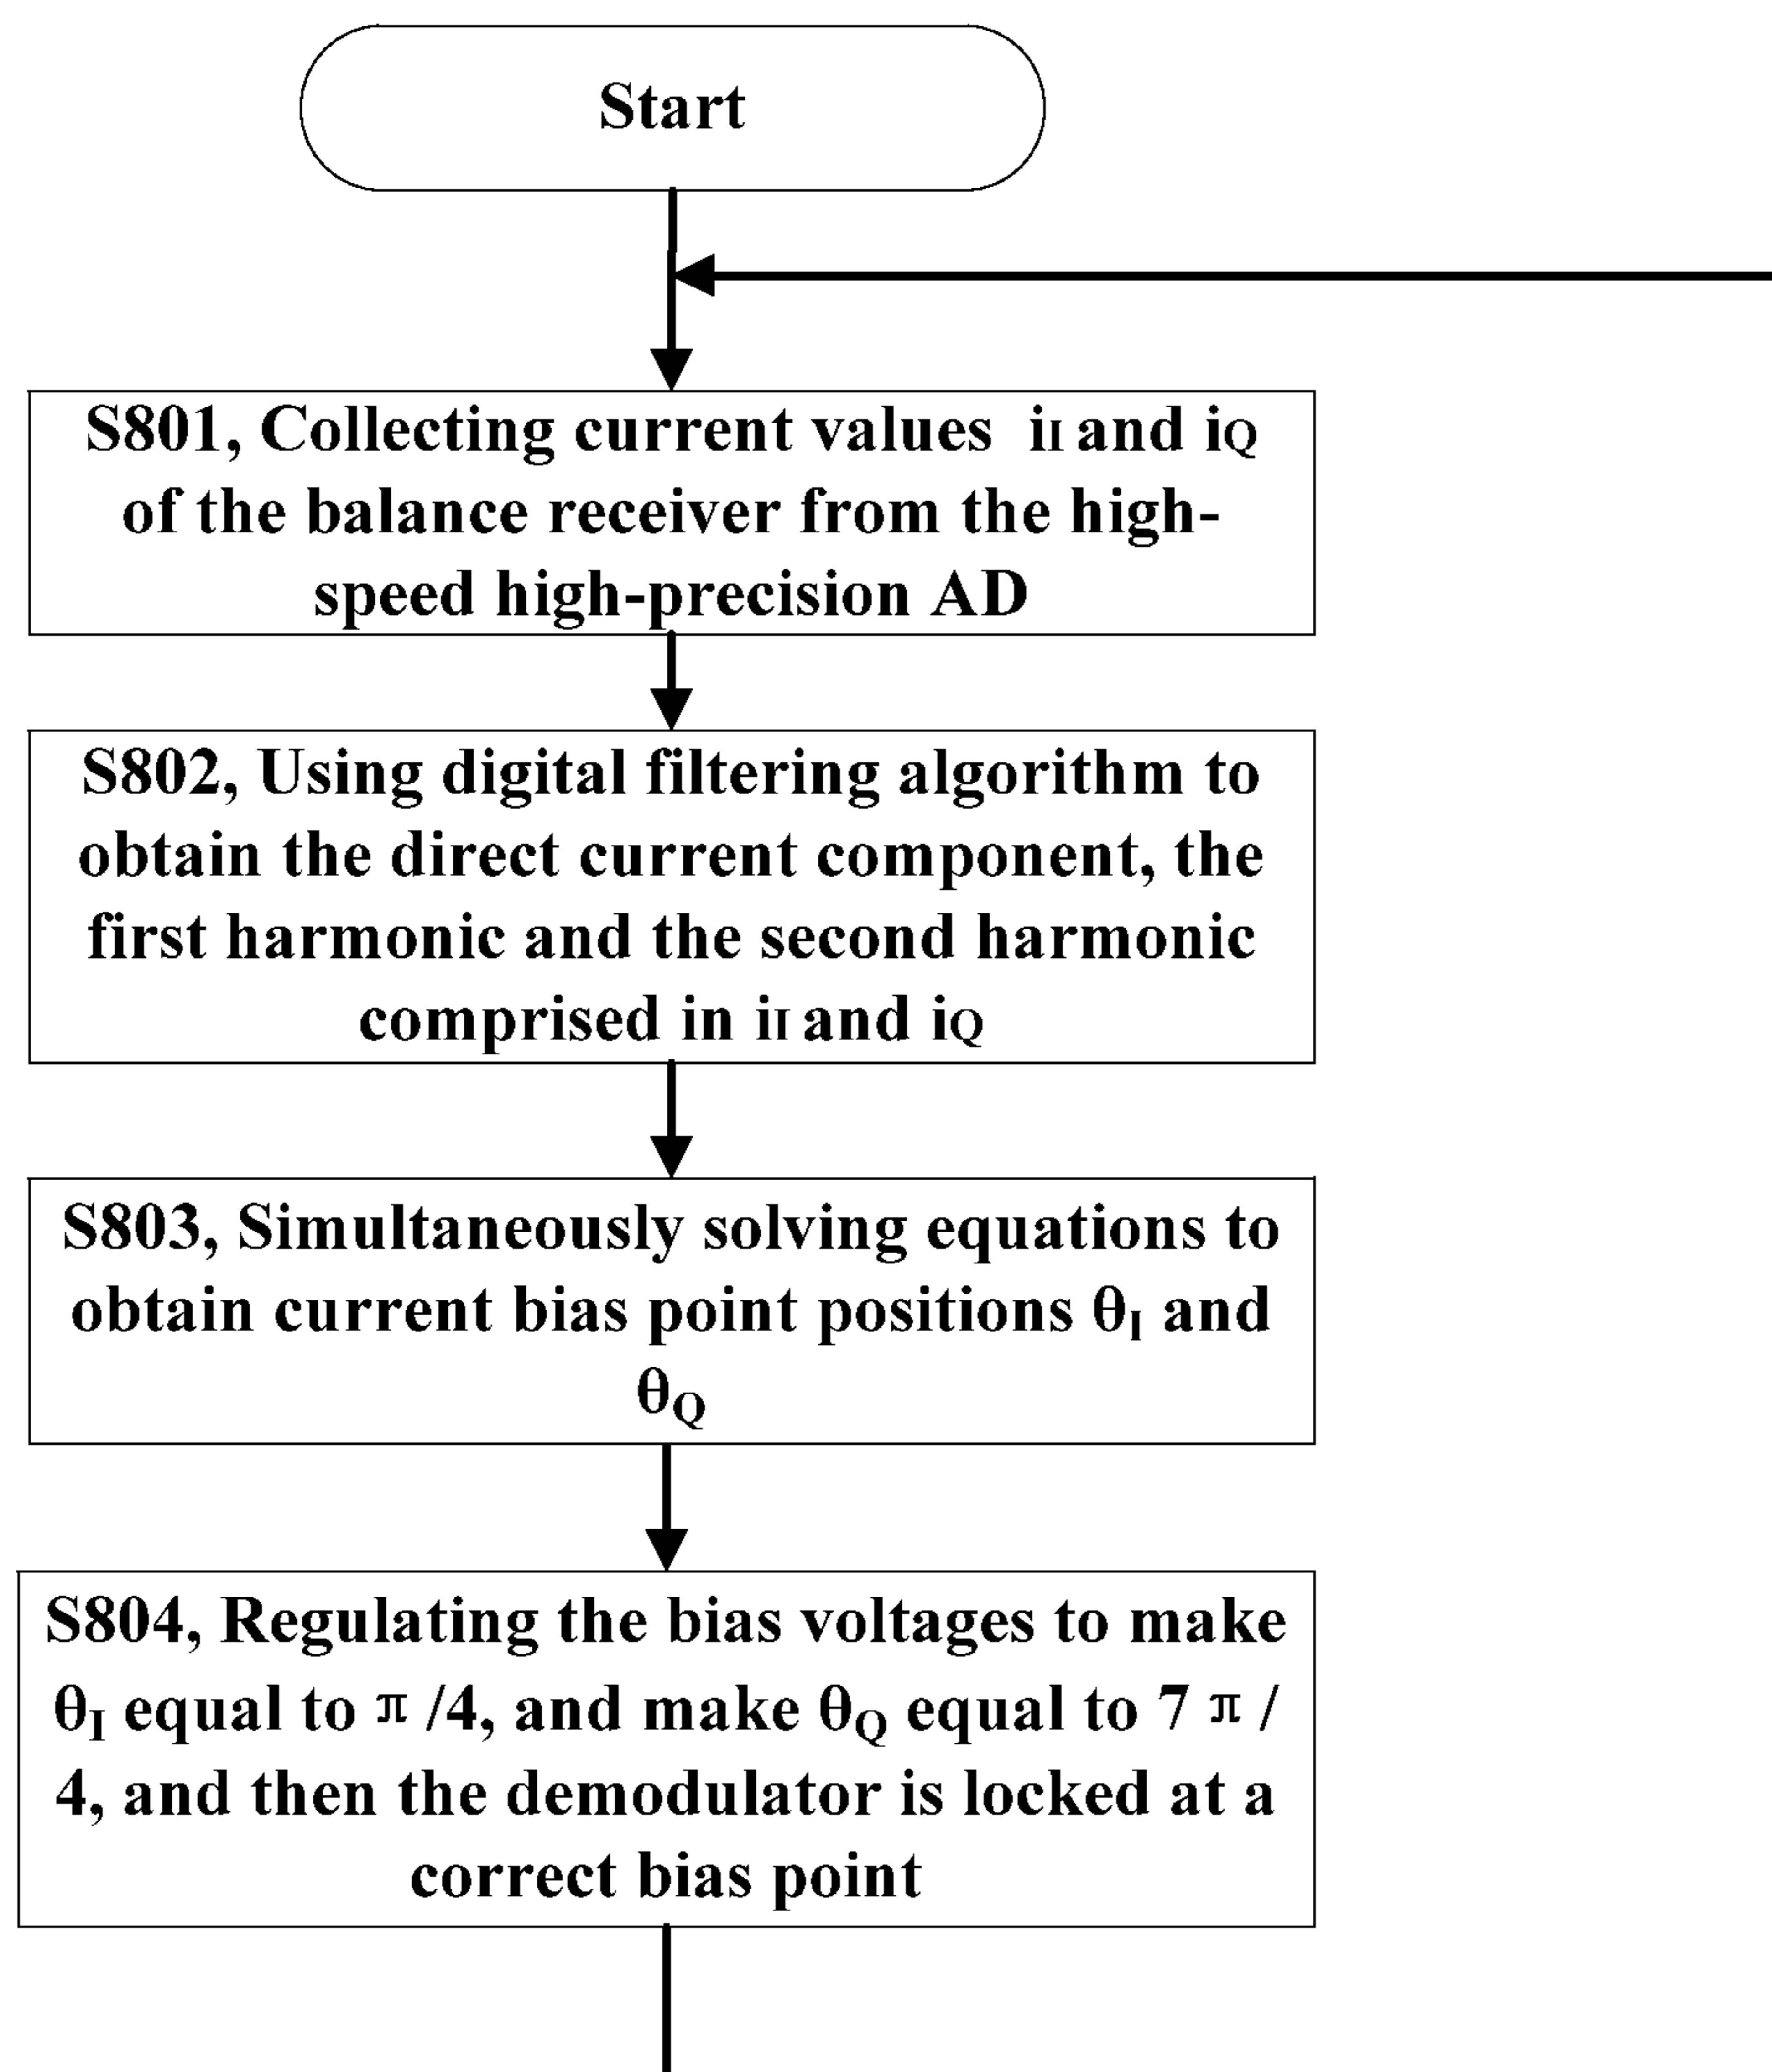 Start
S801, Collecting current values iI and iQ
of the balance receiver from the high-
speed high-precision AD
S802, Using digital filtering algorithm to
obtain the direct current component, the
first harmonic and the second harmonic
comprised in iI and iQ
S803, Simultaneously solving equations to
obtain current bias point positions θI and
θQ
S804, Regulating the bias voltages to make
θI equal to π /4, and make θQ equal to 7 π /
4, and then the demodulator is locked at a
correct bias point